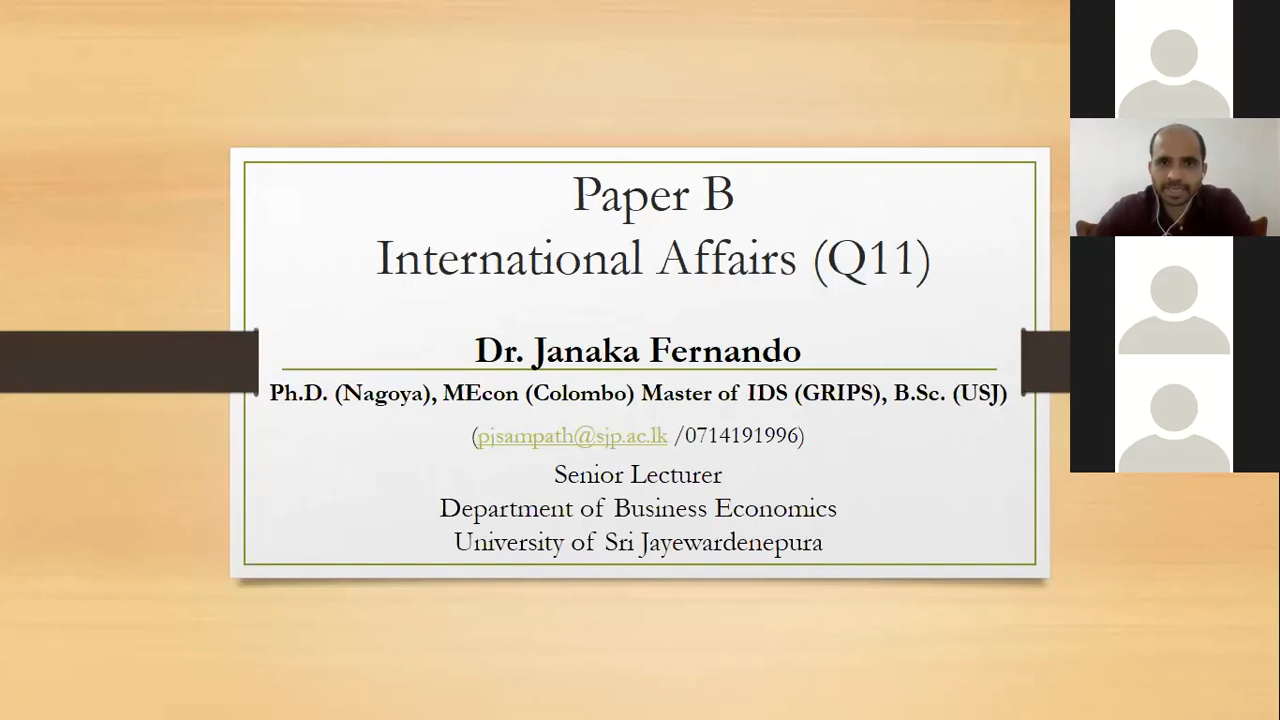 Paper B
International Affairs (Q11)
Dr. Janaka Fernando
Ph.D. (Nagoya), MEcon (Colombo) Master of IDS (GRIPS), B.Sc. (USJ)
(pjsampath@sjp.ac.lk /0714191996)
Senior Lecturer
Department of Business Economics
University of Sri Jayewardenepura